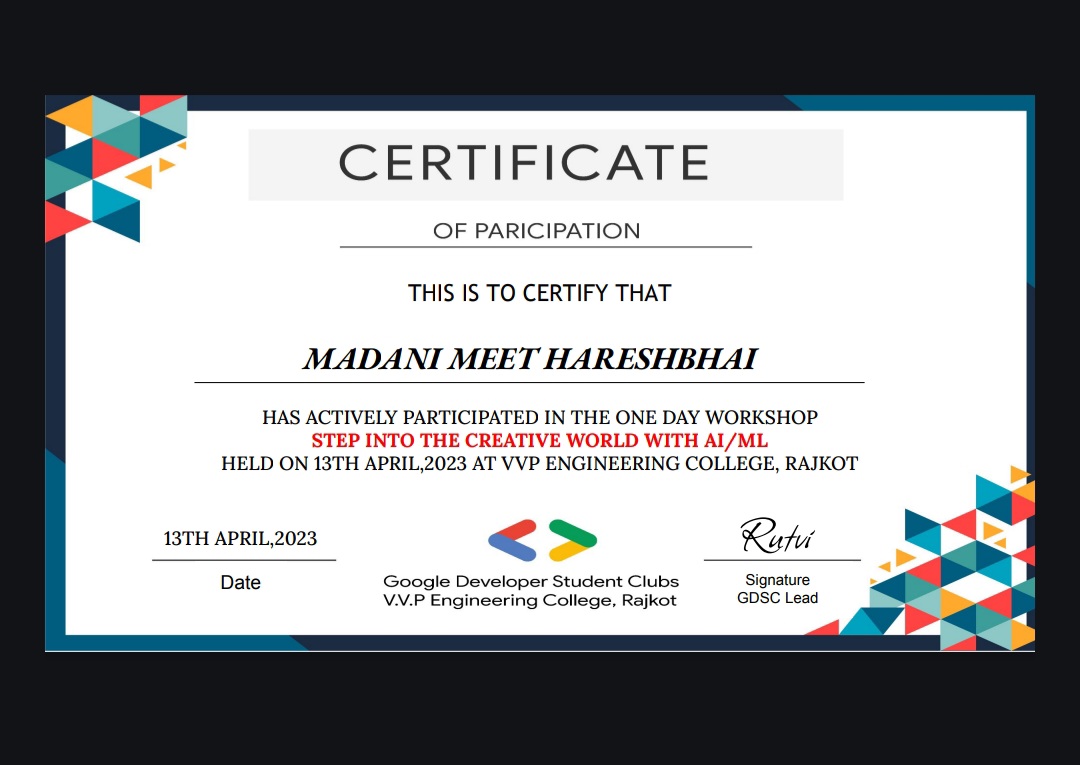 CERTIFICATE
OF PARICIPATION
THIS IS TO CERTIFY THAT
MADANI MEET HARESHBHAI
HAS ACTIVELY PARTICIPATED IN THE ONE DAY WORKSHOP
STEP INTO THE CREATIVE WORLD WITH AI/ML
HELD ON 13TH APRIL,2023 AT VVP ENGINEERING COLLEGE, RAJKOT
13TH APRIL,2023
Date
Google Developer Student Clubs
V.V.P Engineering College, Rajkot
Rutvi
Signature
GDSC Lead